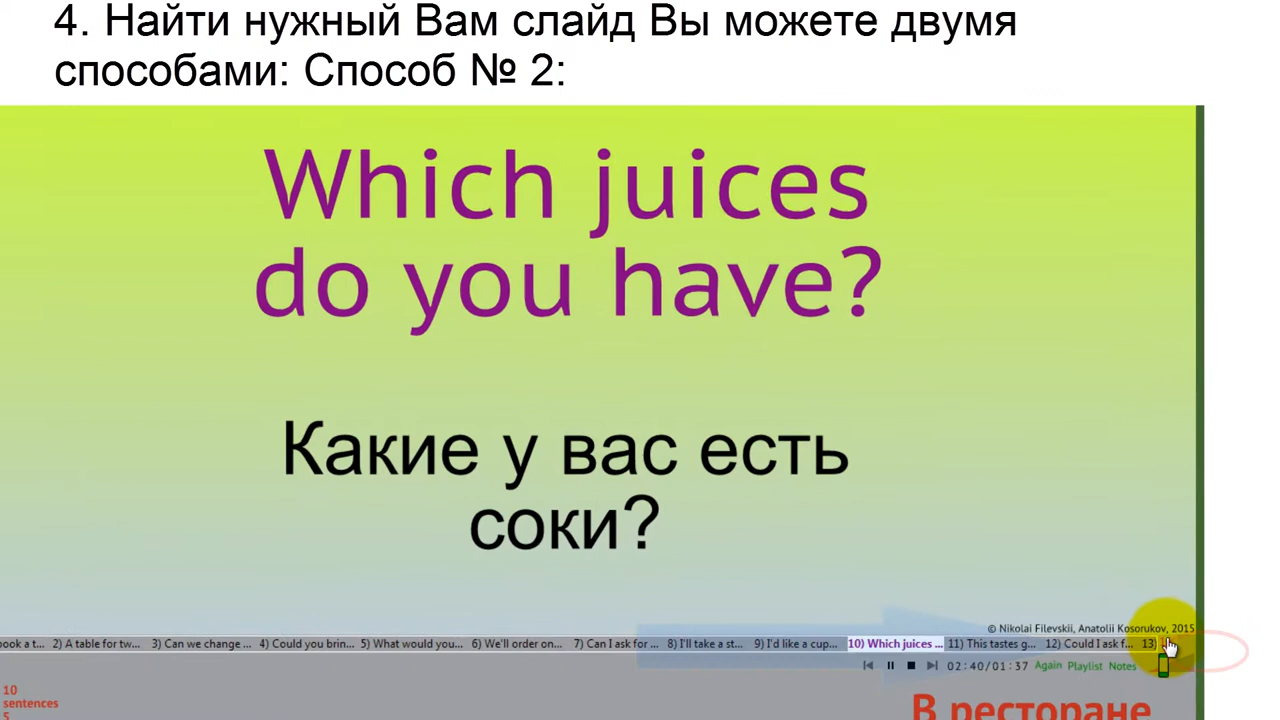 4. Найти нужный Вам слайд Вы можете двумя
способами: Способ № 2:
Which juices
do you have?
Какие у вас есть
соки?
© Nikolai Filevskii, Anatolii Kosorukov, 2015
book a t... 2) A table for tw... 3) Can we change ... 4) Could you brin... 5) What would you... 6) We'll order on... 7) Can I ask for ... 8) I'll take a st... 9) I'd like a cup... 10) Which juices ... 11) This tastes g... 12) Could I ask f... 13)
02:40/01:37 Again Playlist Notes
10
sentences
5
В ресторане